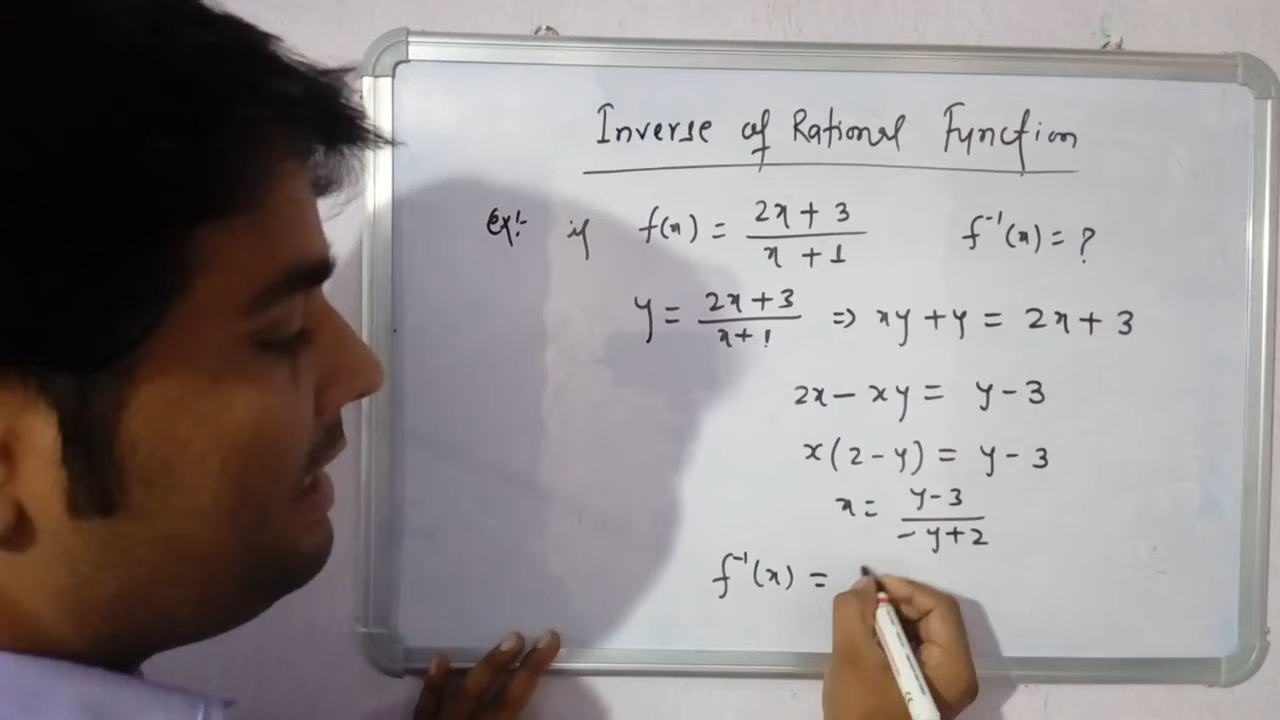 Inverse of Rational Function
Ex:- if f(x) = (2x + 3)/(x + 1) f⁻¹(x) = ?
y = (2x + 3)/(x + 1) ⇒ xy + y = 2x + 3
2x - xy = y - 3
x(2 - y) = y - 3
x = (y - 3)/(-y + 2)
f⁻¹(x) =